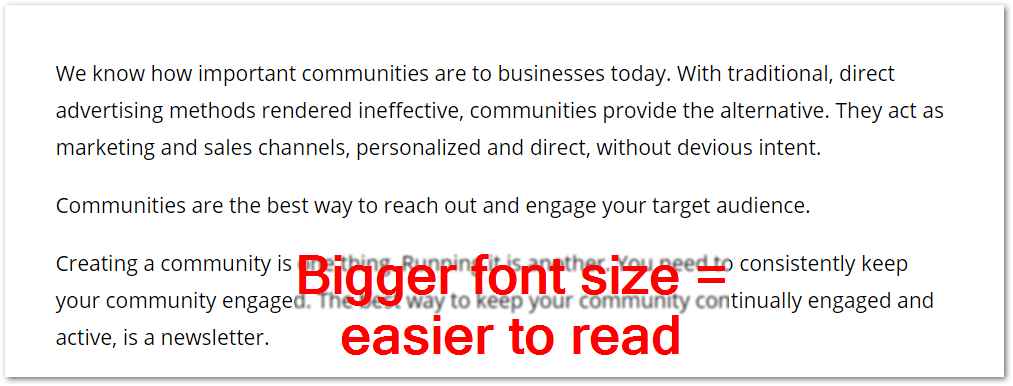 We know how important communities are to businesses today. With traditional, direct
advertising methods rendered ineffective, communities provide the alternative. They act as
marketing and sales channels, personalized and direct, without devious intent.
Communities are the best way to reach out and engage your target audience.
Creating a community is one thing. Running it is another. You need to consistently keep
your community engaged. The best way to keep your community continually engaged and
active, is a newsletter.
Bigger font size =
easier to read